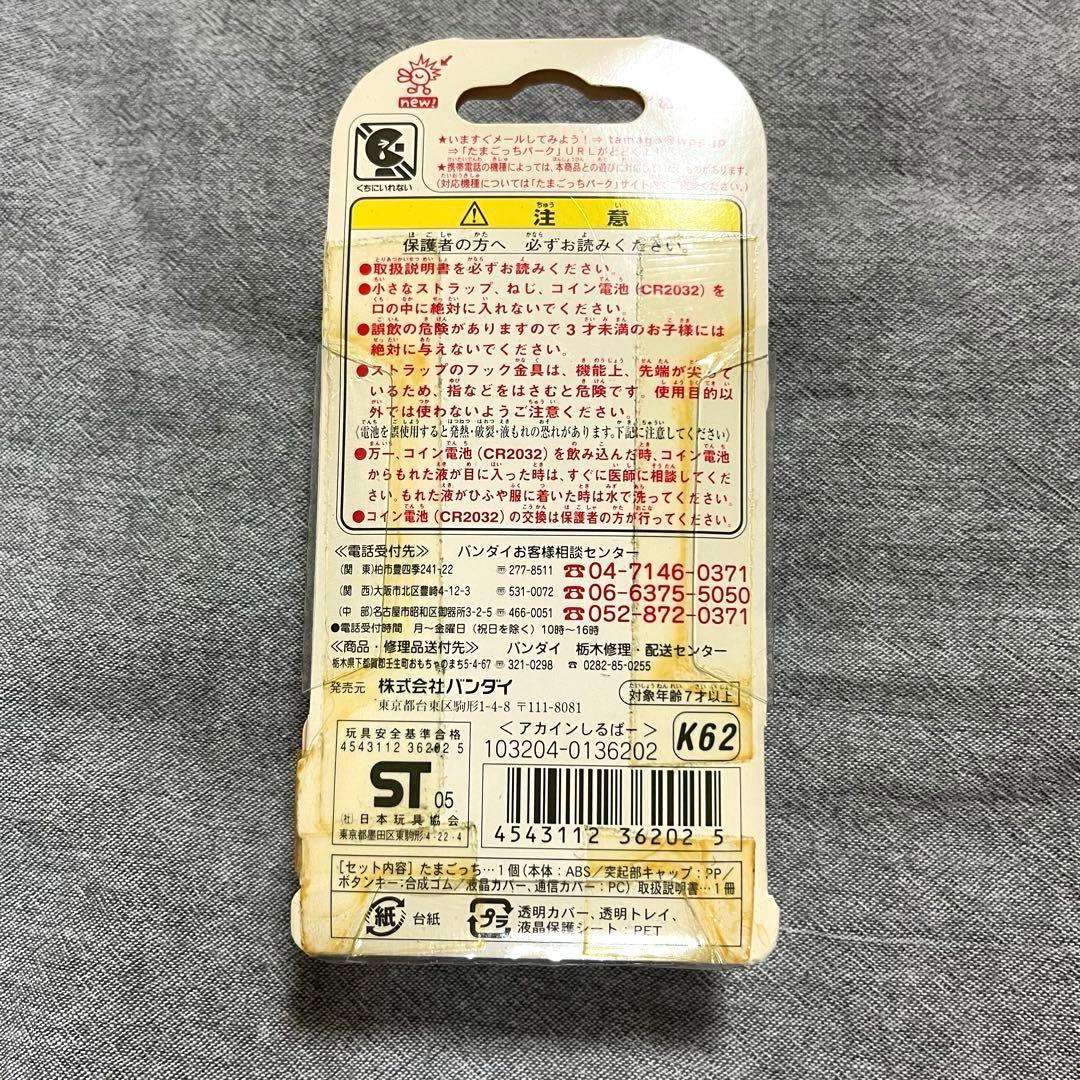 new!
くちにいれない
★いますぐメールしてみよう!⇒tamago@wpp.jp
⇒「たまごっちパーク」URLがとどくよ!
★携帯電話の機種によっては、本商品との遊びに対応していないものがあります。
(対応機種については「たまごっちパーク」サイト内でご確認ください。)
⚠ 注意
保護者の方へ 必ずお読みください。
●取扱説明書を必ずお読みください。
●小さなストラップ、ねじ、コイン電池(CR2032)を
口の中に絶対に入れないでください。
●誤飲の危険がありますので3才未満のお子様には
絶対に与えないでください。
●ストラップのフック金具は、機能上、先端が尖って
いるため、指などをはさむと危険です。使用目的以
外では使わないようご注意ください。
(電池を誤使用すると発熱・破裂・液もれの恐れがあります。下記に注意してください)
●万一、コイン電池(CR2032)を飲み込んだ時、コイン電池
からもれた液が目に入った時は、すぐに医師に相談してくだ
さい。もれた液がひふや服に着いた時は水で洗ってください。
●コイン電池(CR2032)の交換は保護者の方が行ってください。
≪電話受付先≫ バンダイお客様相談センター
(関 東)柏市豊四季241-22 〠 277-8511 ☎04-7146-0371
(関 西)大阪市北区豊崎4-12-3 〠 531-0072 ☎06-6375-5050
(中 部)名古屋市昭和区御器所3-2-5 〠 466-0051 ☎052-872-0371
●電話受付時間 月〜金曜日(祝日を除く)10時〜16時
≪商品・修理品送付先≫ バンダイ 栃木修理・配送センター
栃木県下都賀郡壬生町おもちゃのまち5-4-67 〠 321-0298 ☎ 0282-85-0255
発売元 株式会社バンダイ
東京都台東区駒形1-4-8 〒111-8081
対象年齢7才以上
玩具安全基準合格
4543112 36202 5
ST 05
(社)日本玩具協会
東京都墨田区東駒形4-22-4
<アカインしるばー>
103204-0136202
K62
4543112 36202 5
[セット内容]たまごっち…1個(本体:ABS/突起部キャップ:PP/
ボタンキー:合成ゴム/液晶カバー、通信カバー:PC)取扱説明書…1冊
紙 台紙
プラ 透明カバー、透明トレイ、
液晶保護シート:PET